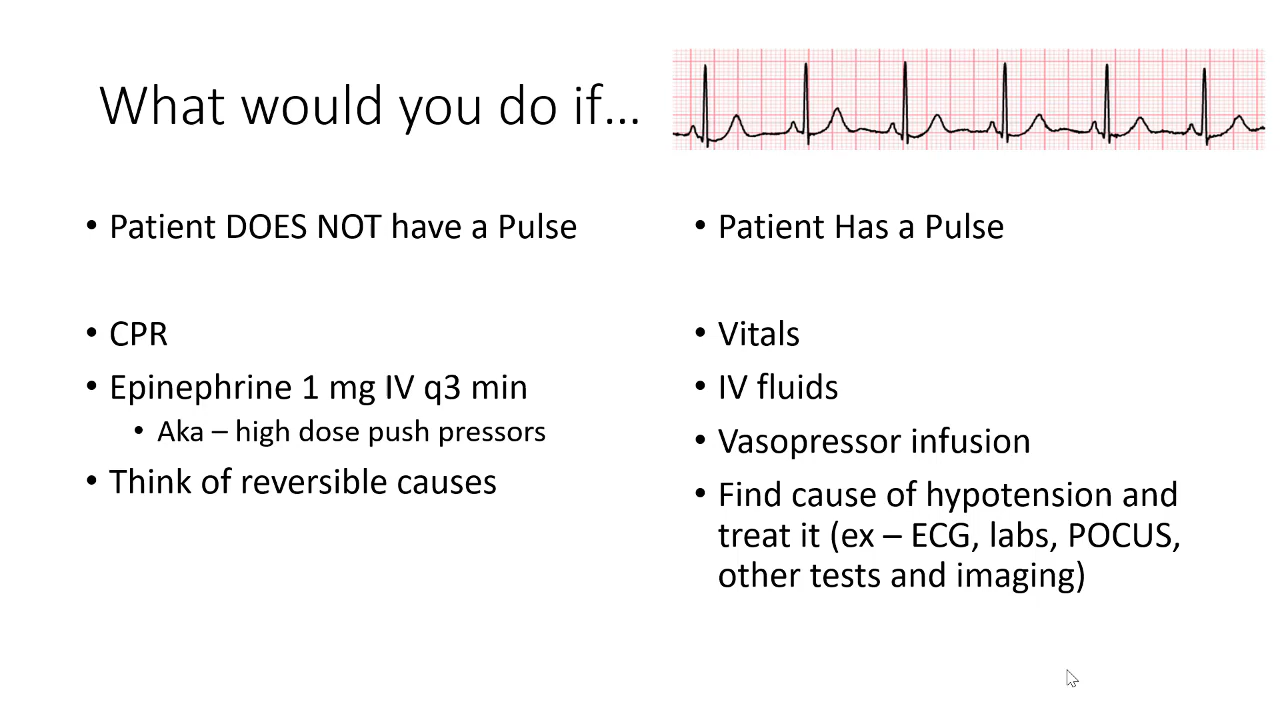 What would you do if...
• Patient DOES NOT have a Pulse
• CPR
• Epinephrine 1 mg IV q3 min
• Aka – high dose push pressors
• Think of reversible causes
• Patient Has a Pulse
• Vitals
• IV fluids
• Vasopressor infusion
• Find cause of hypotension and
treat it (ex – ECG, labs, POCUS,
other tests and imaging)